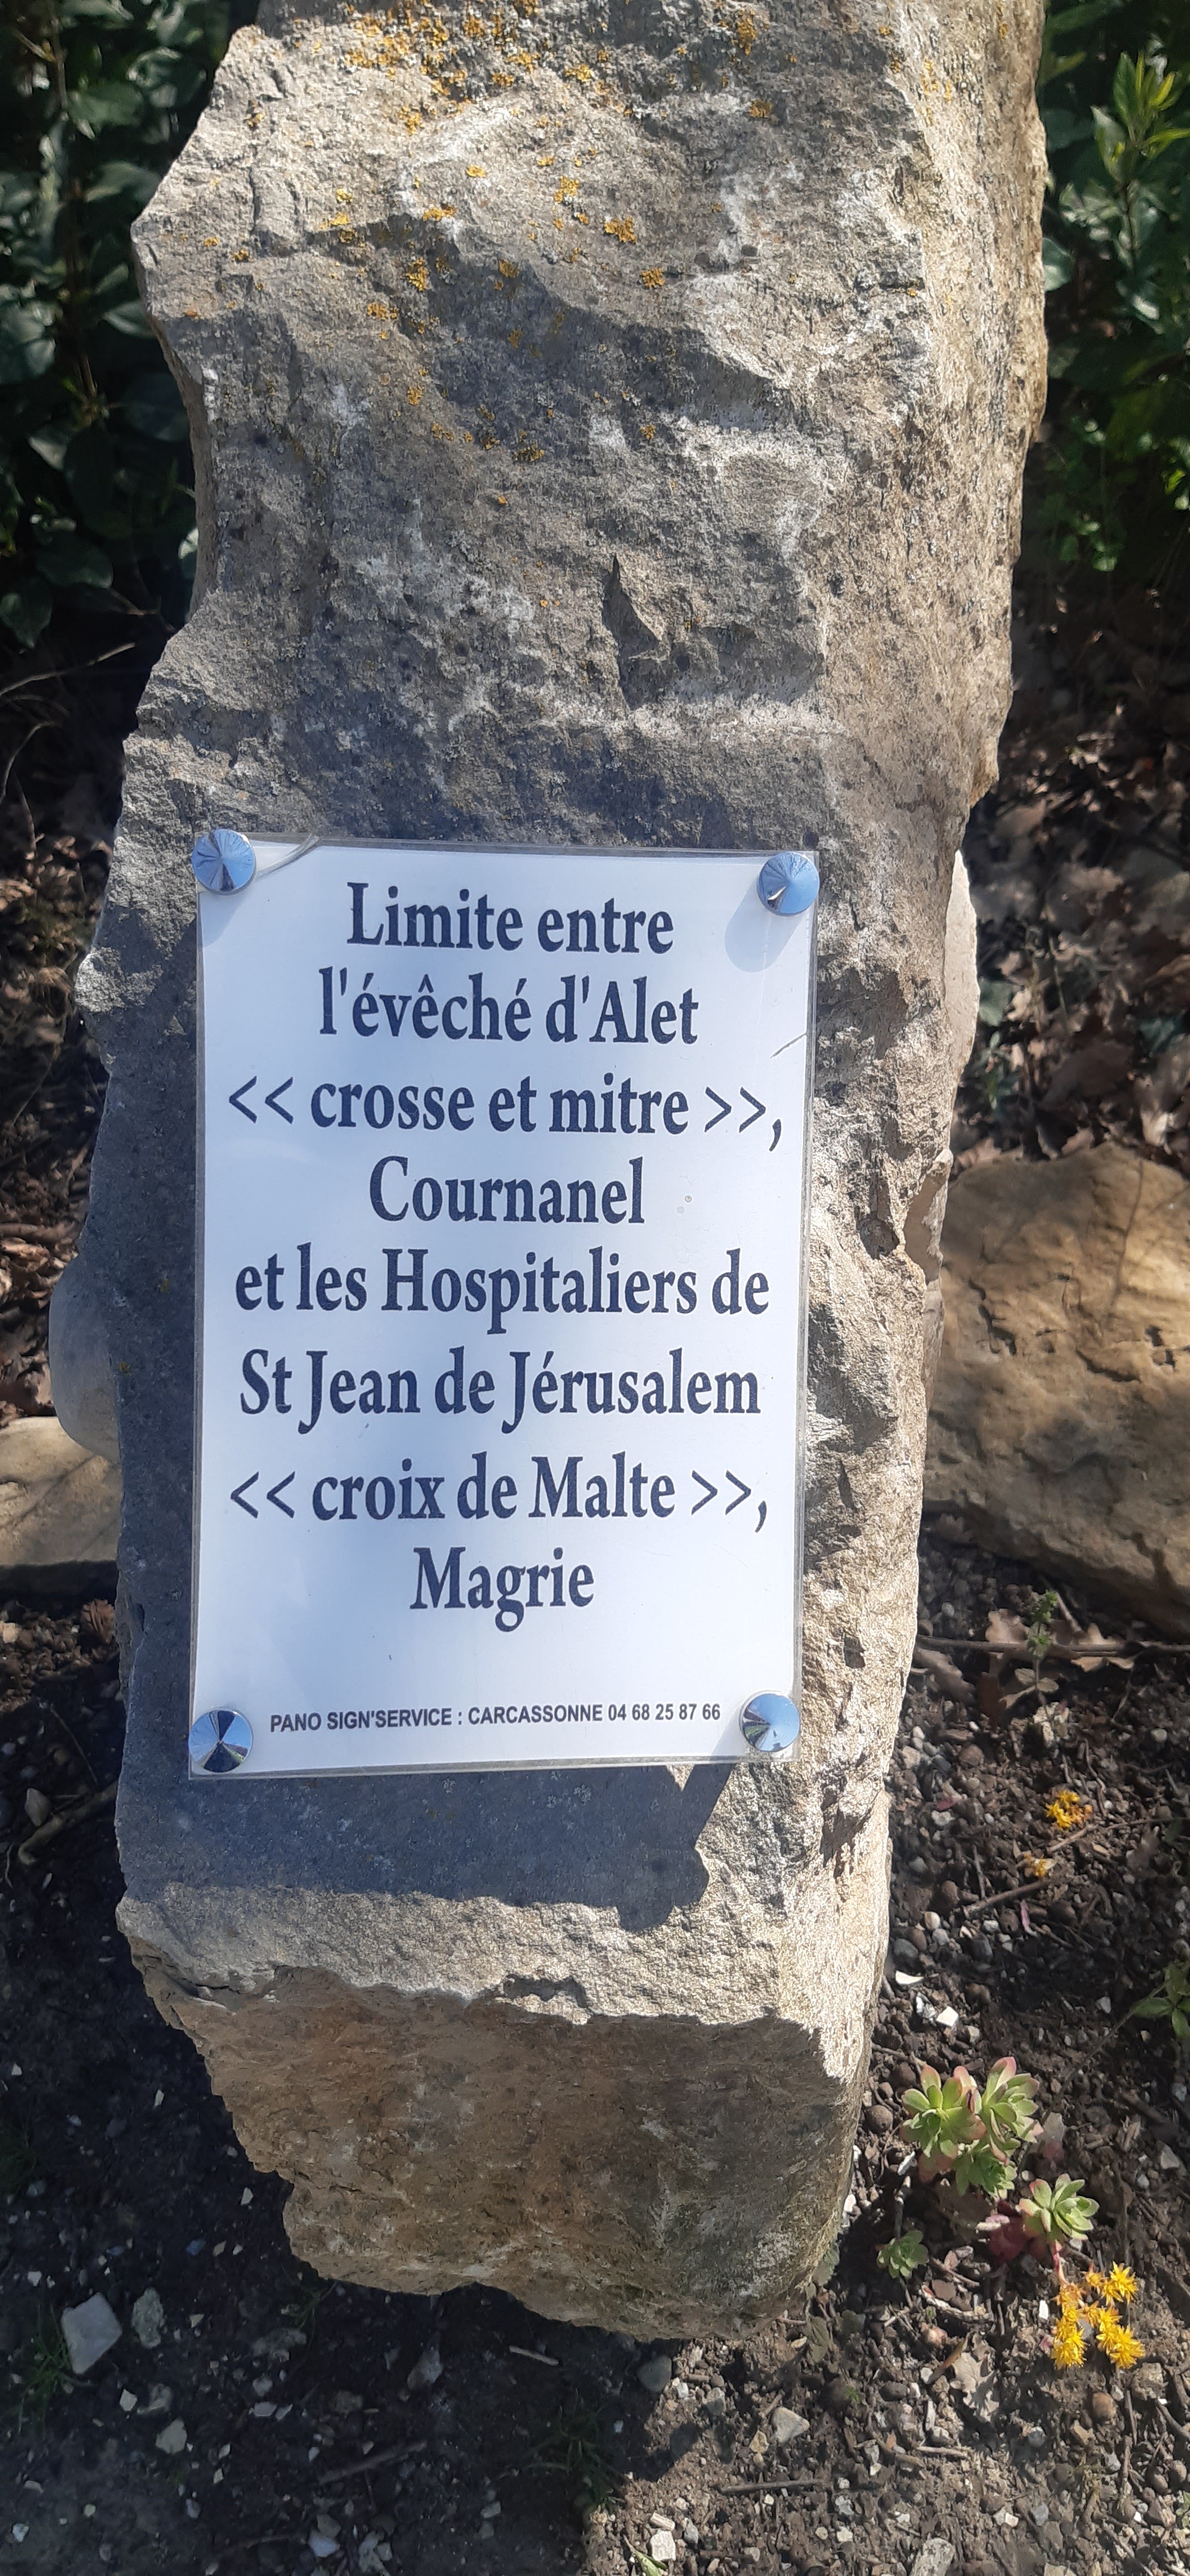 Limite entre
l'évêché d'Alet
<< crosse et mitre >>,
Cournanel
et les Hospitaliers de
St Jean de Jérusalem
<< croix de Malte >>,
Magrie
PANO SIGN'SERVICE : CARCASSONNE 04 68 25 87 66